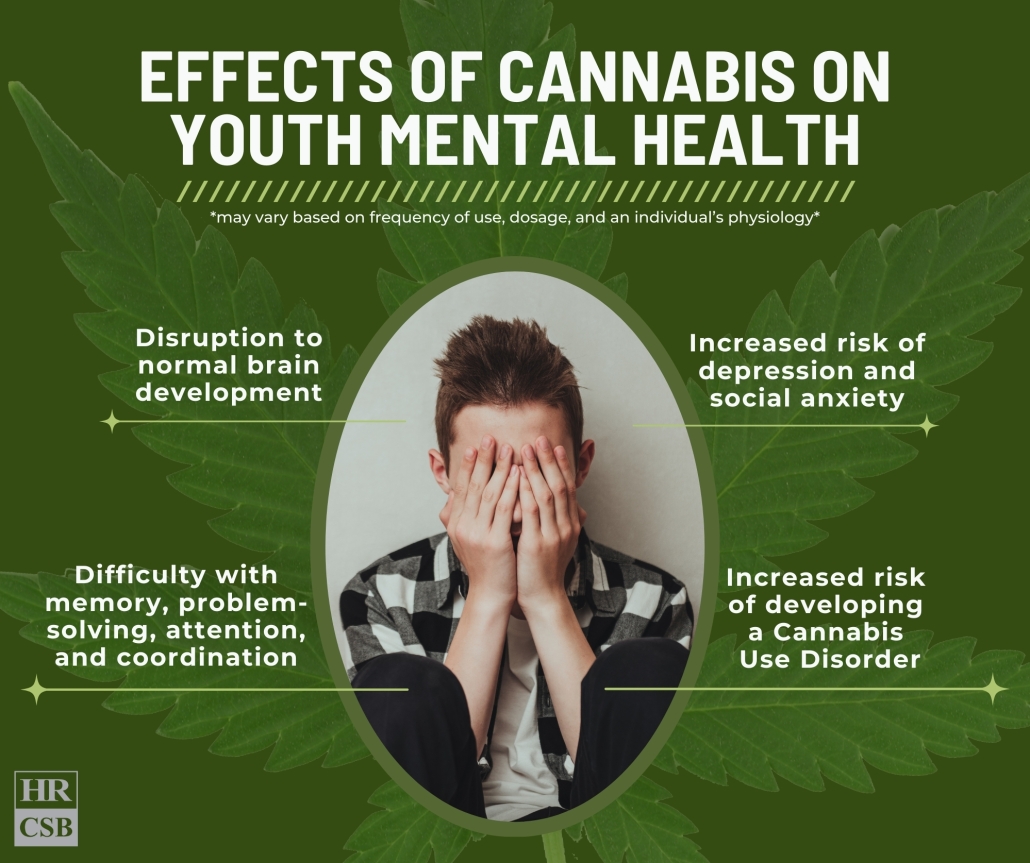 EFFECTS OF CANNABIS ON
YOUTH MENTAL HEALTH
*may vary based on frequency of use, dosage, and an individual's physiology*
Disruption to
normal brain
development
Increased risk of
depression and
social anxiety
Difficulty with
memory, problem-
solving, attention,
and coordination
Increased risk
of developing
a Cannabis
Use Disorder
HR
CSB